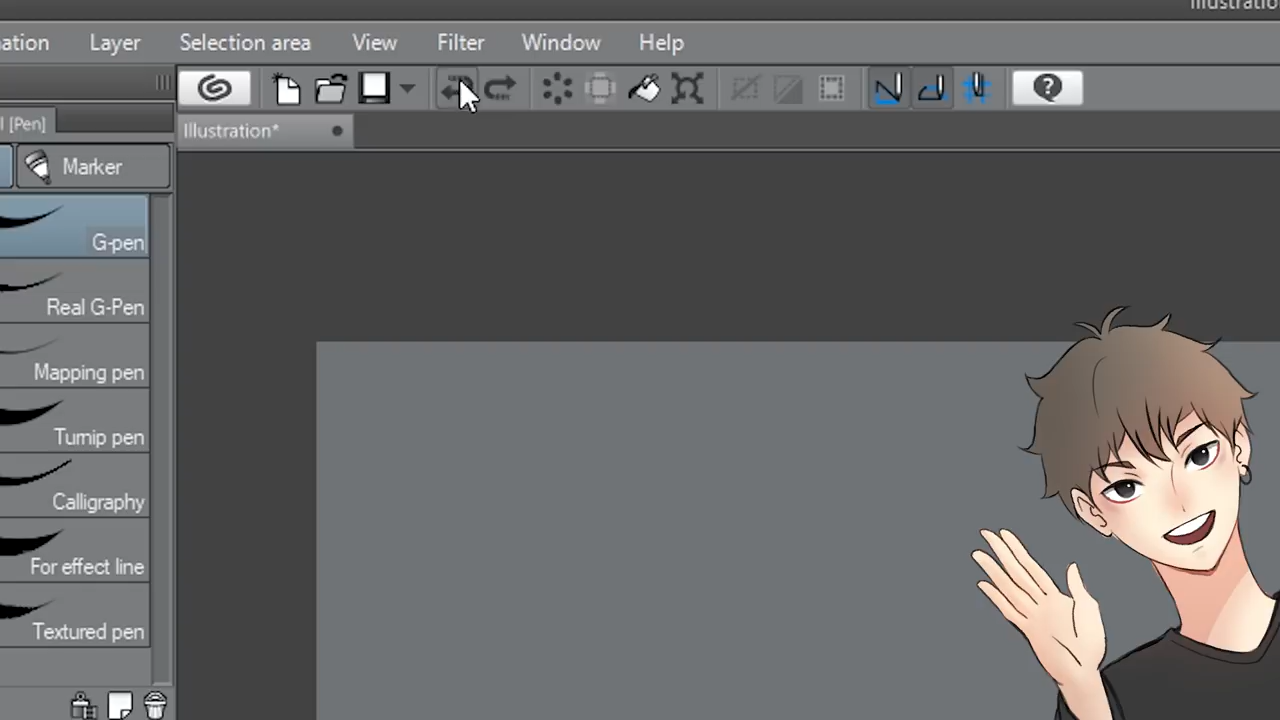 Layer Selection area View Filter Window Help
[Pen]
Illustration*
Marker
G-pen
Real G-Pen
Mapping pen
Turnip pen
Calligraphy
For effect line
Textured pen